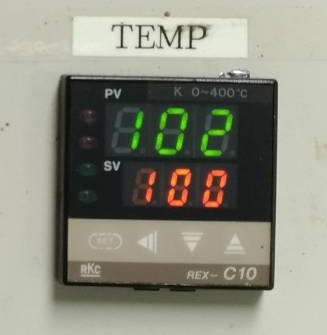 TEMP
PV K 0~400℃
102
SV
100
SET
RKC
REX- C10